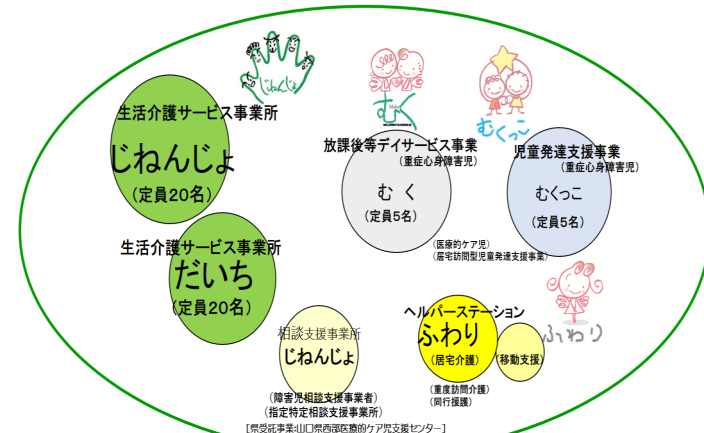 じねんじょ
生活介護サービス事業所
じねんじょ
(定員20名)
生活介護サービス事業所
だいち
(定員20名)
むく
放課後等デイサービス事業
(重症心身障害児)
むく
(定員5名)
(医療的ケア児)
(居宅訪問型児童発達支援事業)
むくっこ
児童発達支援事業
(重症心身障害児)
むくっこ
(定員5名)
相談支援事業所
じねんじょ
(障害児相談支援事業者)
(指定特定相談支援事業所)
[県受託事業:山口県西部医療的ケア児支援センター]
ヘルパーステーション
ふわり
(居宅介護)
(移動支援)
(重度訪問介護)
(同行援護)
ふわり